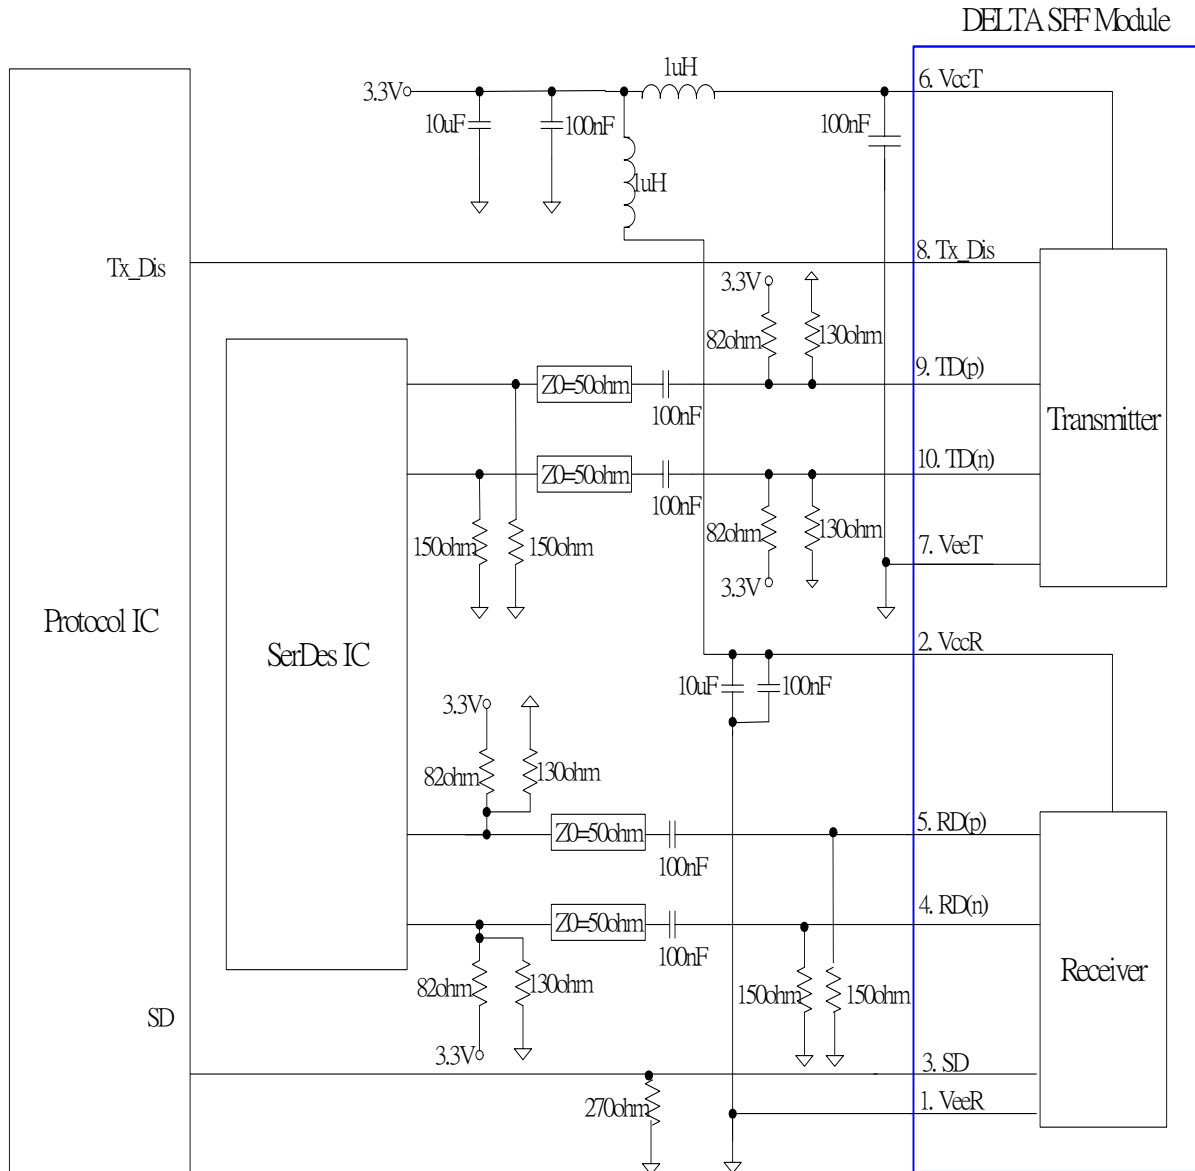 DELTA SFF Module
1uH
6. VccT
3.3V
10uF
100nF
100nF
1uH
Tx_Dis
8. Tx_Dis
3.3V
82ohm
130ohm
Z0=50ohm
9. TD(p)
100nF
Transmitter
Z0=50ohm
10. TD(n)
100nF
150ohm
150ohm
82ohm
130ohm
7. VeeT
3.3V
Protocol IC
SerDes IC
2. VccR
10uF
100nF
3.3V
82ohm
130ohm
Z0=50ohm
5. RD(p)
100nF
Z0=50ohm
4. RD(n)
100nF
82ohm
130ohm
150ohm
150ohm
Receiver
SD
3.3V
3. SD
270ohm
1. VeeR